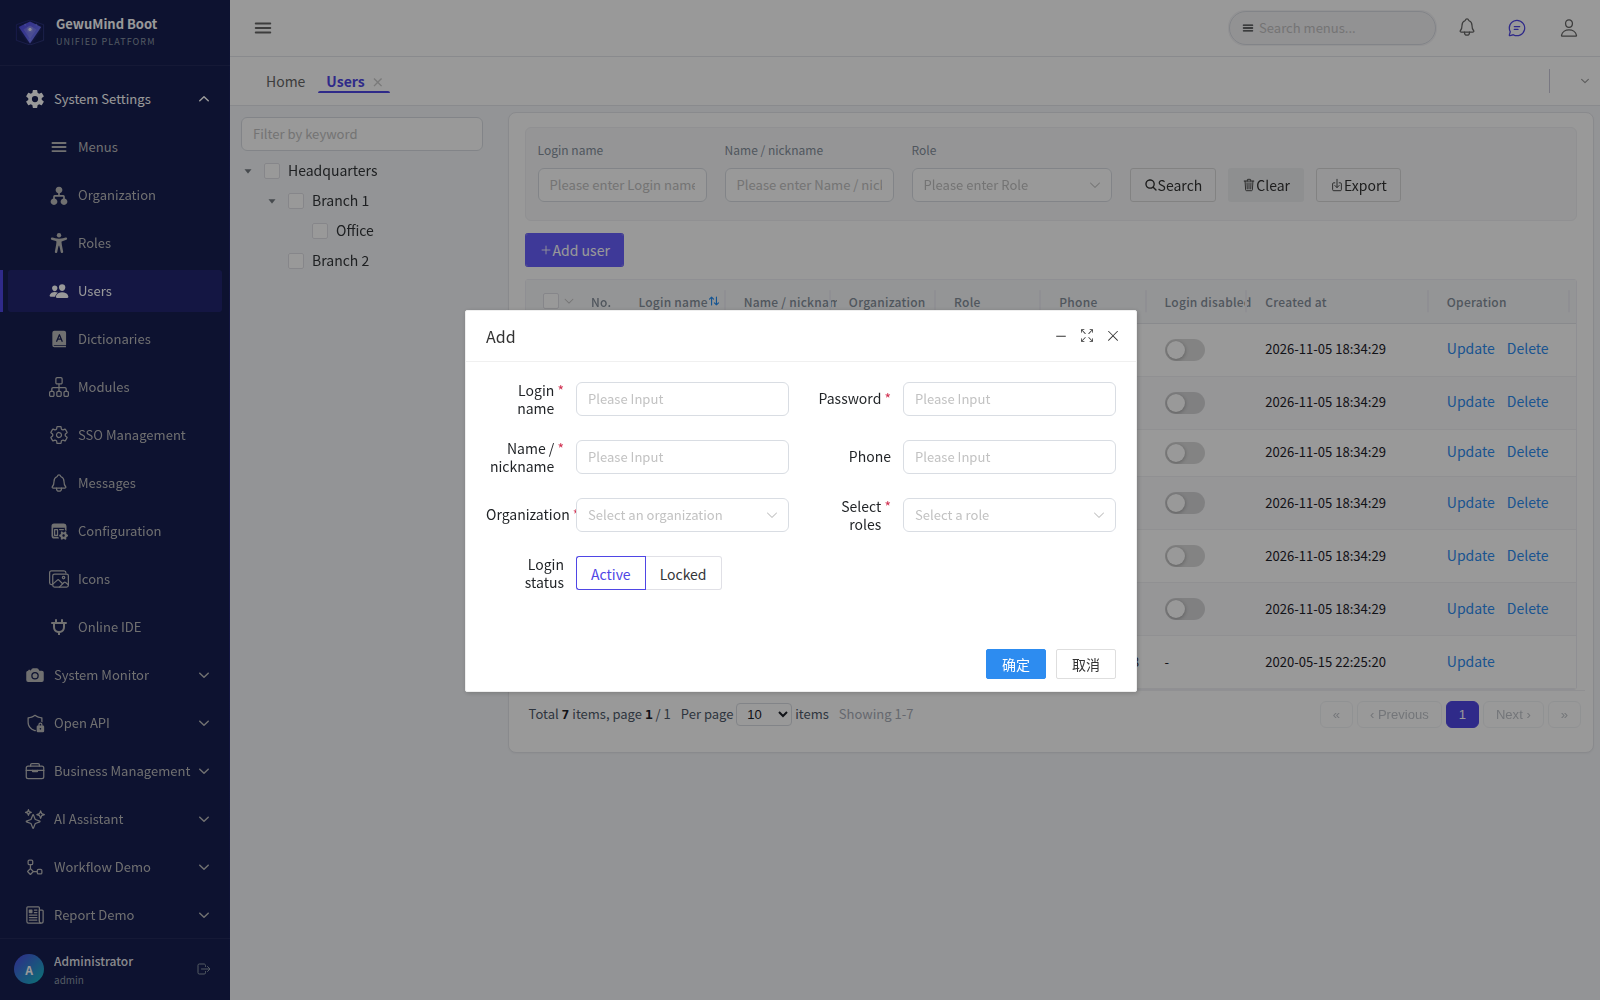 GewuMind Boot
UNIFIED PLATFORM
System Settings
Menus
Organization
Roles
Users
Dictionaries
Modules
SSO Management
Messages
Configuration
Icons
Online IDE
System Monitor
Open API
Business Management
AI Assistant
Workflow Demo
Report Demo
A
Administrator
admin
Search menus...
Home
Users
Filter by keyword
Headquarters
Branch 1
Office
Branch 2
Login name
Name / nickname
Role
Please enter Login name
Please enter Name / nicl
Please enter Role
Search
Clear
Export
+Add user
No.
Login name
Name / nicknam
Organization
Role
Phone
Login disabled
Created at
Operation
2026-11-05 18:34:29
Update
Delete
2026-11-05 18:34:29
Update
Delete
2026-11-05 18:34:29
Update
Delete
2026-11-05 18:34:29
Update
Delete
2026-11-05 18:34:29
Update
Delete
2026-11-05 18:34:29
Update
Delete
-
2020-05-15 22:25:20
Update
Add
Login name *
Please Input
Password *
Please Input
Name / nickname *
Please Input
Phone
Please Input
Organization *
Select an organization
Select roles *
Select a role
Login status
Active
Locked
确定
取消
Total 7 items, page 1 / 1
Per page
10
items
Showing 1-7
«
‹ Previous
1
Next ›
»